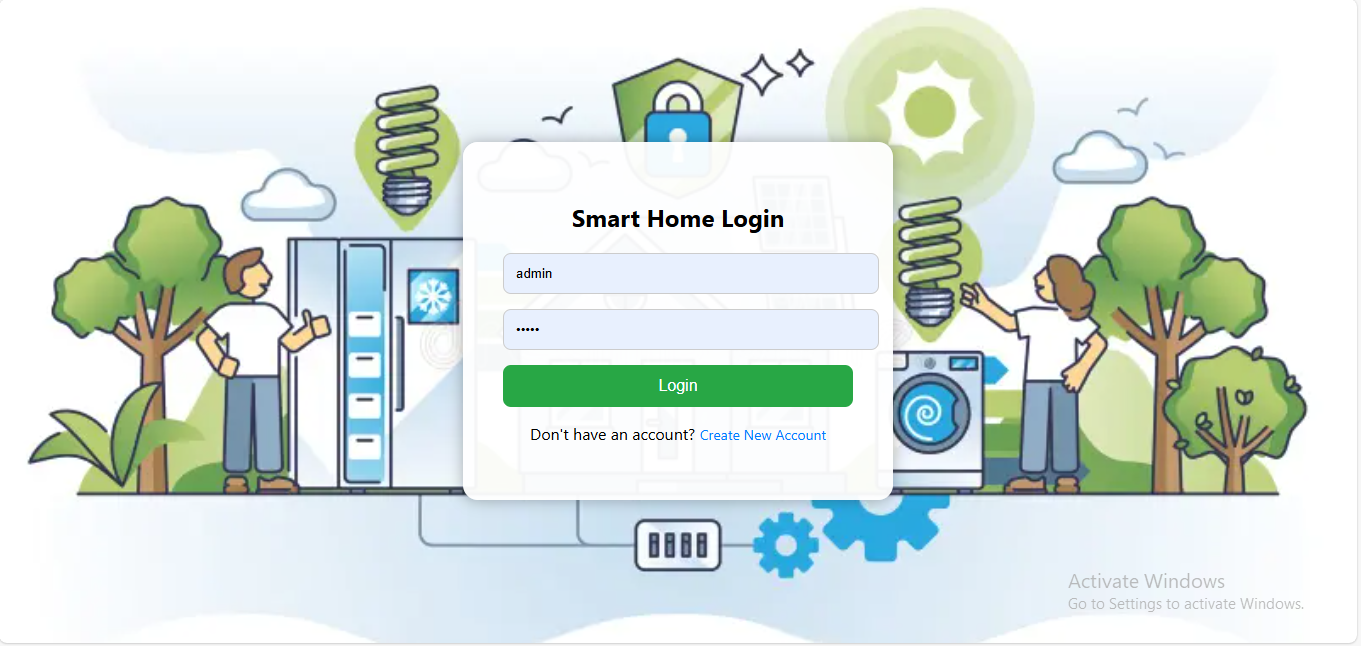 Smart Home Login
admin
•••••
Login
Don't have an account? Create New Account
Activate Windows
Go to Settings to activate Windows.